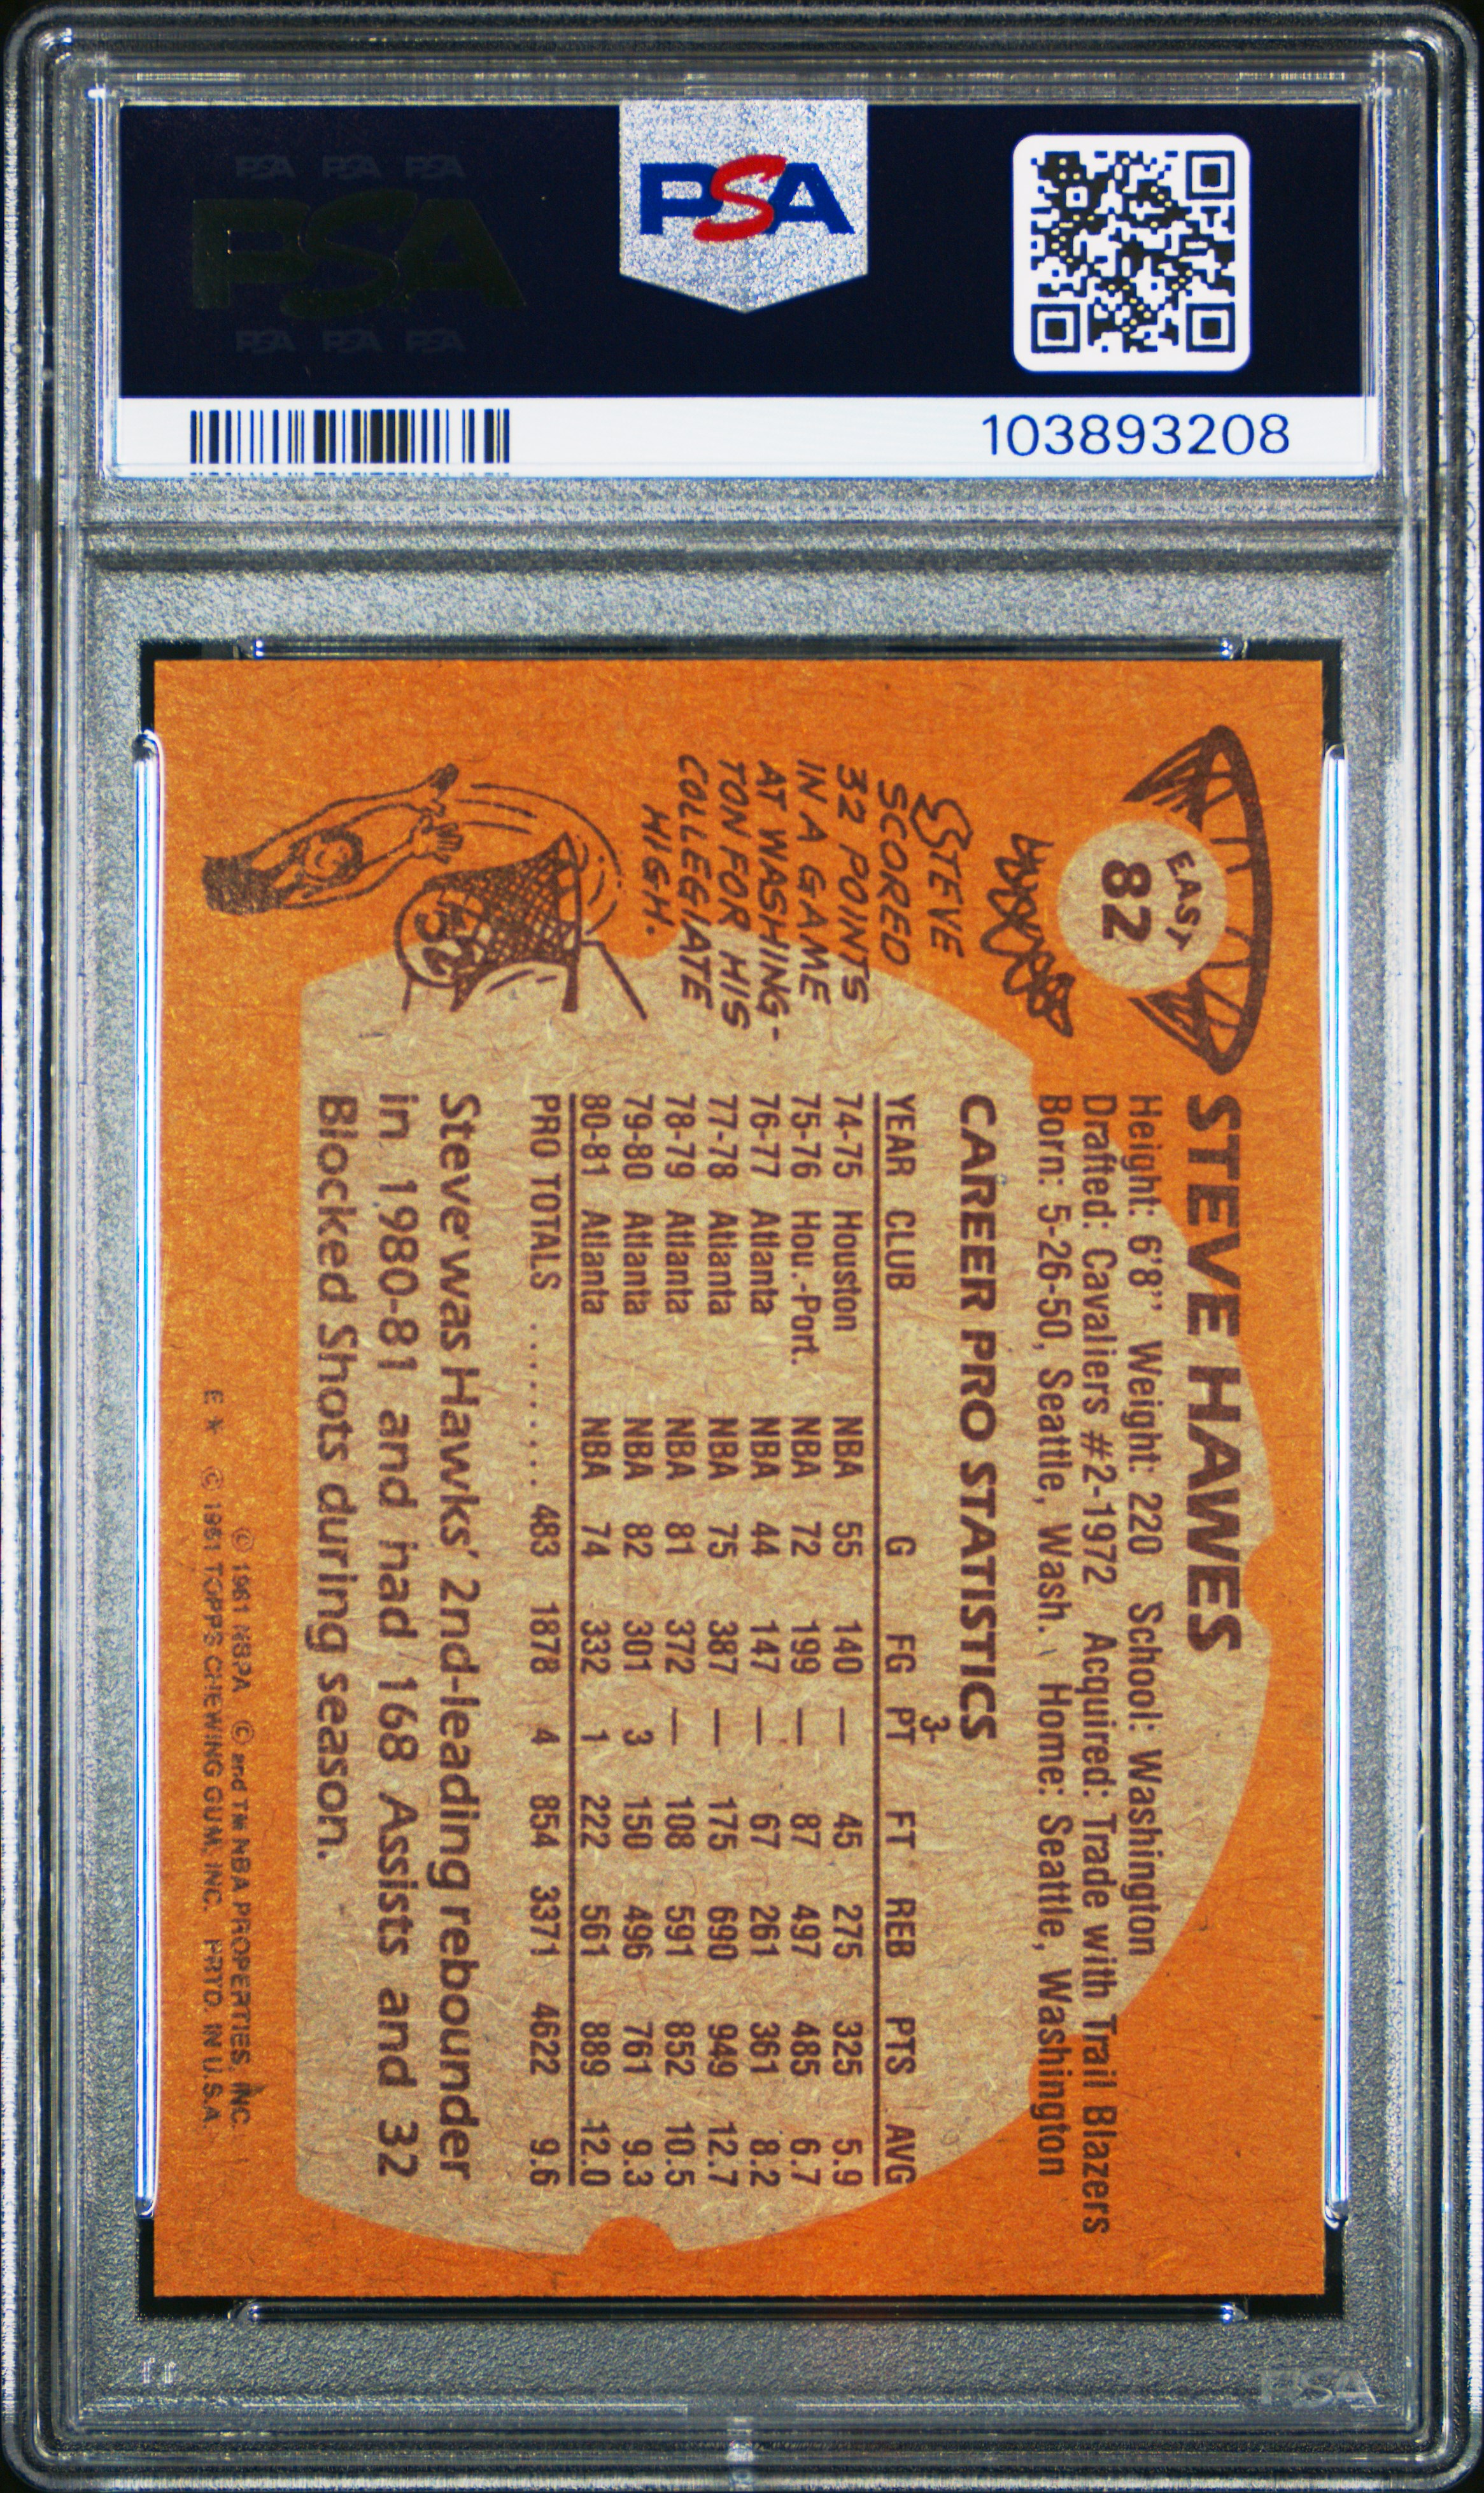 PSA PSA PSA
PSA
PSA PSA PSA
PSA
103893208
EAST
82
STEVE HAWES
Height: 6'8" Weight: 220 School: Washington
Drafted: Cavaliers #2-1972 Acquired: Trade with Trail Blazers
Born: 5-26-50, Seattle, Wash. Home: Seattle, Washington
CAREER PRO STATISTICS
YEAR CLUB G FG 3-PT FT REB PTS AVG
74-75 Houston NBA 55 140 — 45 275 325 5.9
75-76 Hou.-Port. NBA 72 199 — 87 497 485 6.7
76-77 Atlanta NBA 44 147 — 67 261 361 8.2
77-78 Atlanta NBA 75 387 — 175 690 949 12.7
78-79 Atlanta NBA 81 372 — 108 591 852 10.5
79-80 Atlanta NBA 82 301 3 150 496 761 9.3
80-81 Atlanta NBA 74 332 1 222 561 889 12.0
PRO TOTALS .......... 483 1878 4 854 3371 4622 9.6
Steve was Hawks' 2nd-leading rebounder
in 1980-81 and had 168 Assists and 32
Blocked Shots during season.
STEVE
SCORED
32 POINTS
IN A GAME
AT WASHING-
TON FOR HIS
COLLEGIATE
HIGH.
32
© 1981 NBPA © and TM NBA PROPERTIES, INC.
E * © 1981 TOPPS CHEWING GUM, INC. PRTD. IN U.S.A.
PSA